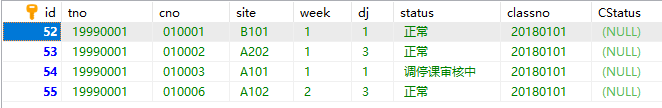 id tno cno site week dj status classno CStatus
52 19990001 010001 B101 1 1 正常 20180101 (NULL)
53 19990001 010002 A202 1 3 正常 20180101 (NULL)
54 19990001 010003 A101 1 1 调停课审核中 20180101 (NULL)
55 19990001 010006 A102 2 3 正常 20180101 (NULL)